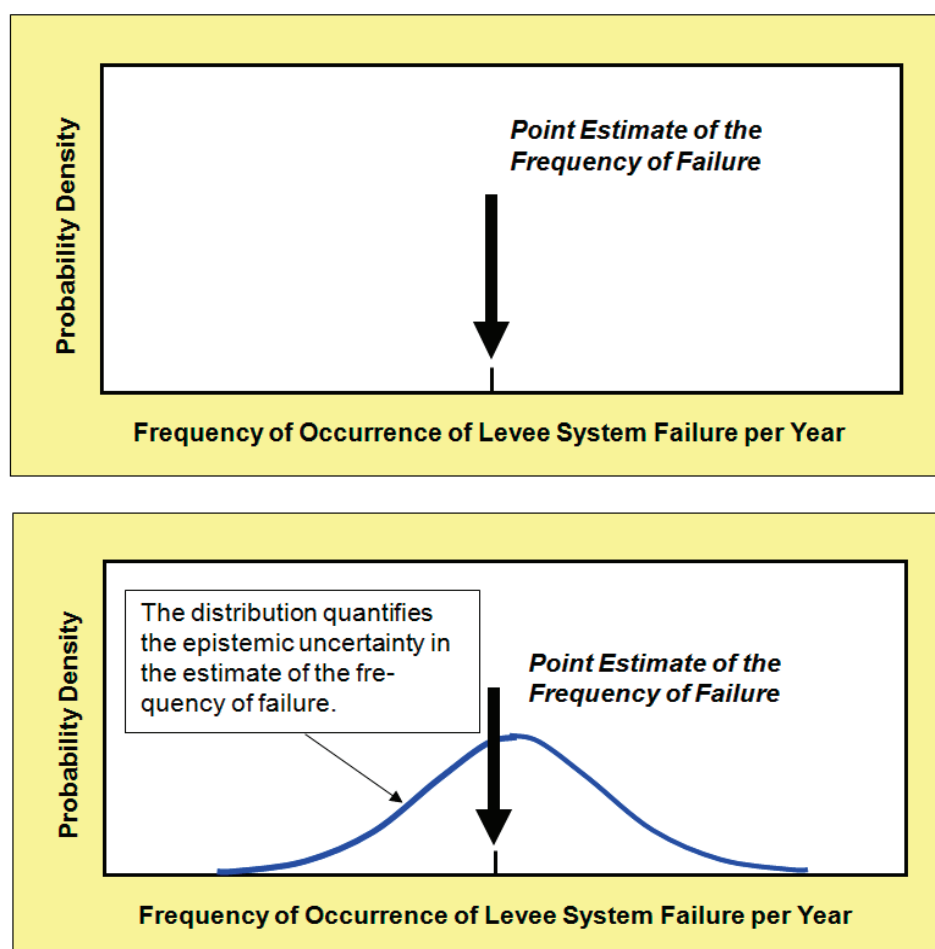 Probability Density
Point Estimate of the
Frequency of Failure
Frequency of Occurrence of Levee System Failure per Year
Probability Density
The distribution quantifies
the epistemic uncertainty in
the estimate of the fre-
quency of failure.
Point Estimate of the
Frequency of Failure
Frequency of Occurrence of Levee System Failure per Year